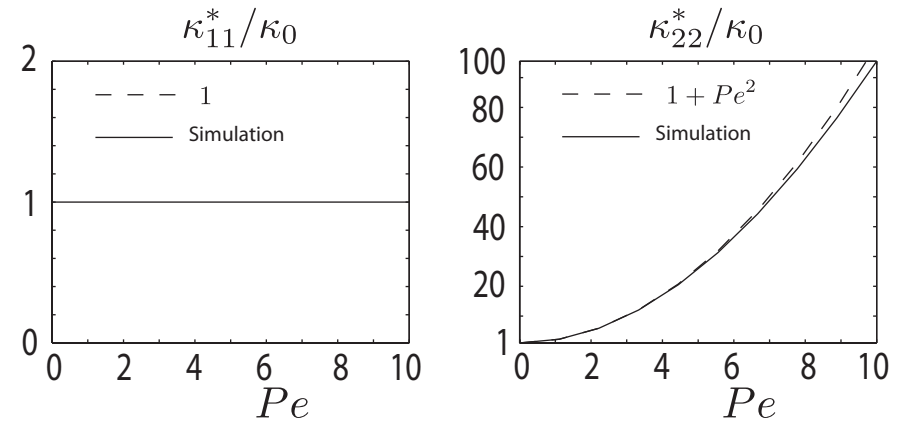 κ*₁₁/κ₀
2
1
0
1
Simulation
0 2 4 6 8 10
Pe
κ*₂₂/κ₀
100
80
60
40
20
1
1 + Pe²
Simulation
0 2 4 6 8 10
Pe